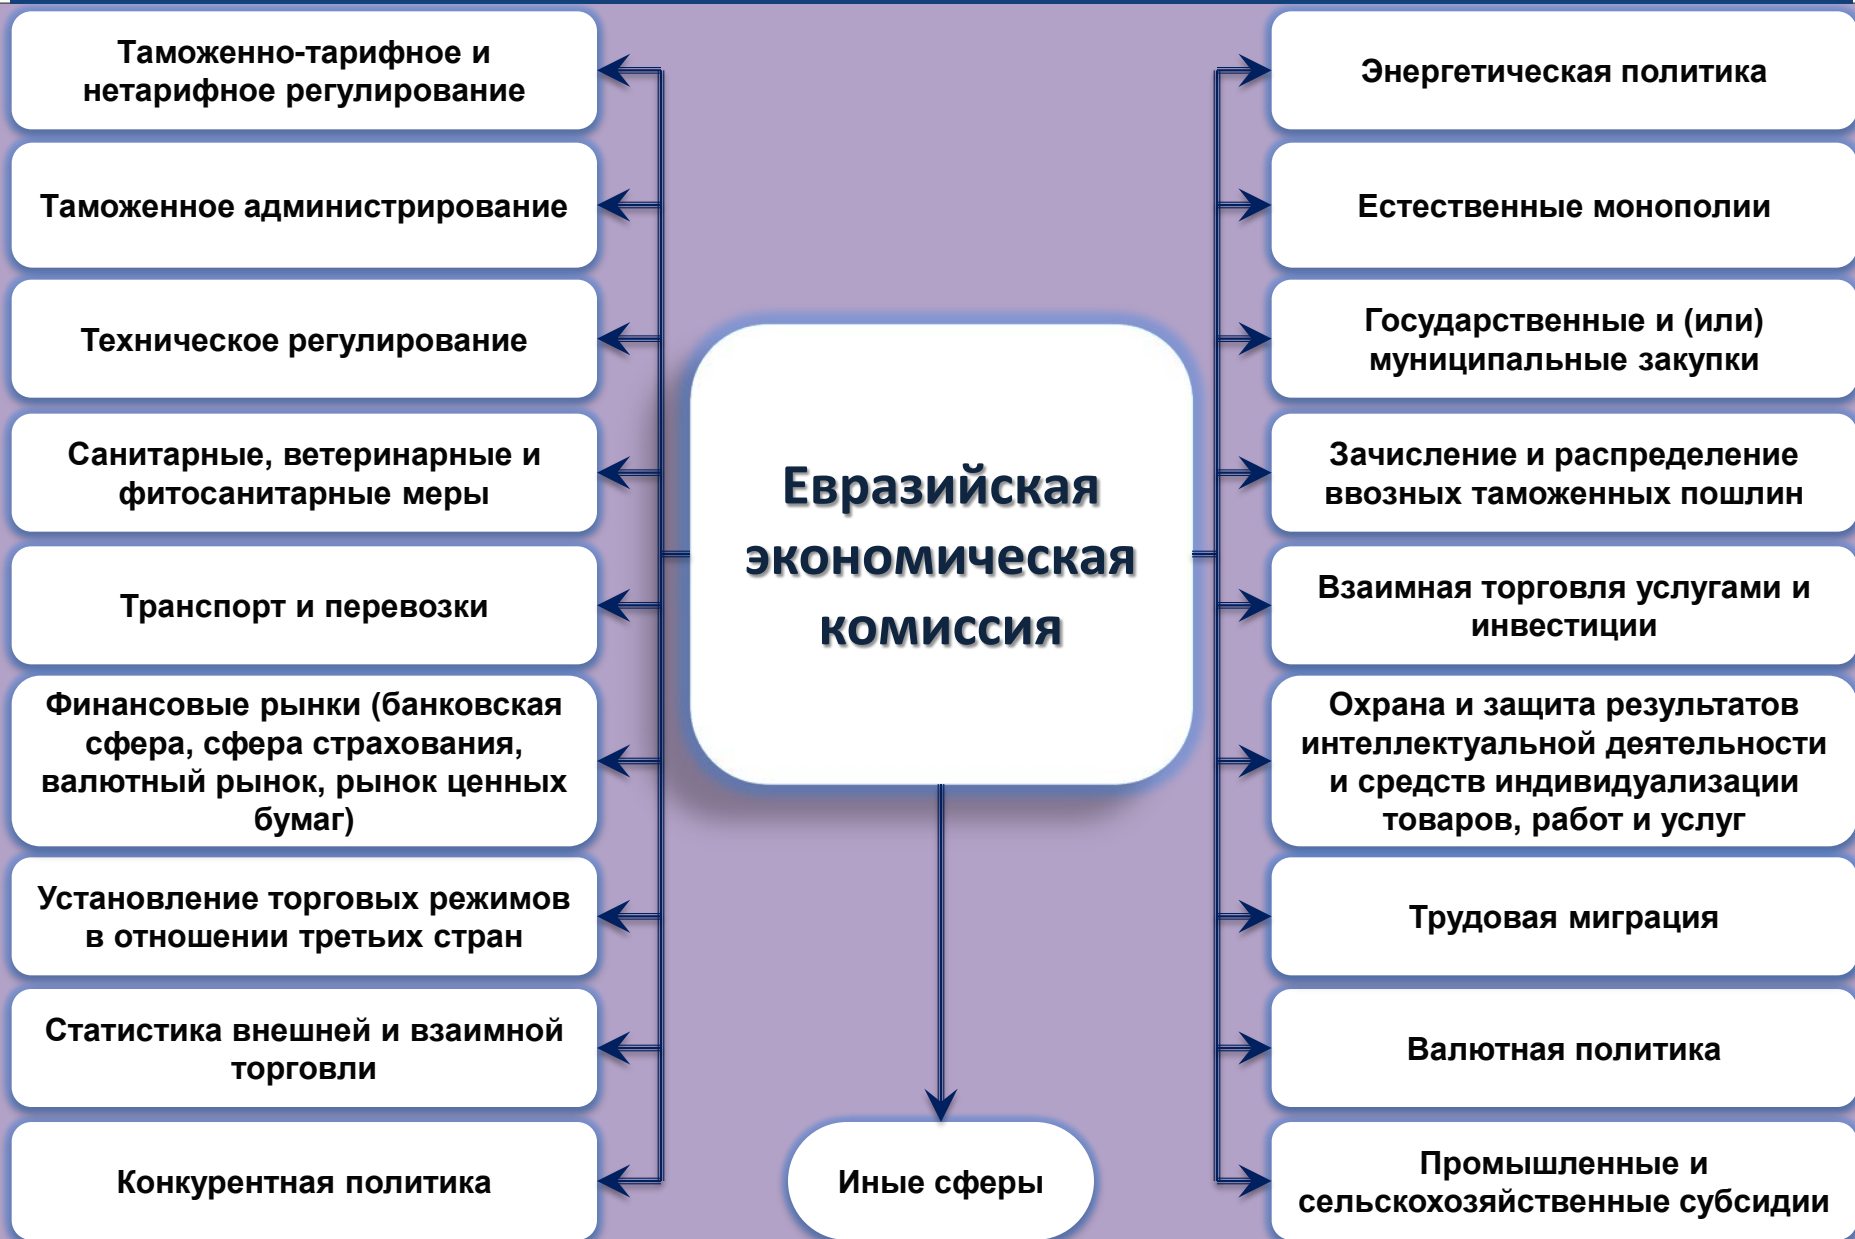 Таможенно-тарифное и
нетарифное регулирование
Таможенное администрирование
Техническое регулирование
Санитарные, ветеринарные и
фитосанитарные меры
Транспорт и перевозки
Финансовые рынки (банковская
сфера, сфера страхования,
валютный рынок, рынок ценных
бумаг)
Установление торговых режимов
в отношении третьих стран
Статистика внешней и взаимной
торговли
Конкурентная политика
Евразийская
экономическая
комиссия
Иные сферы
Энергетическая политика
Естественные монополии
Государственные и (или)
муниципальные закупки
Зачисление и распределение
ввозных таможенных пошлин
Взаимная торговля услугами и
инвестиции
Охрана и защита результатов
интеллектуальной деятельности
и средств индивидуализации
товаров, работ и услуг
Трудовая миграция
Валютная политика
Промышленные и
сельскохозяйственные субсидии